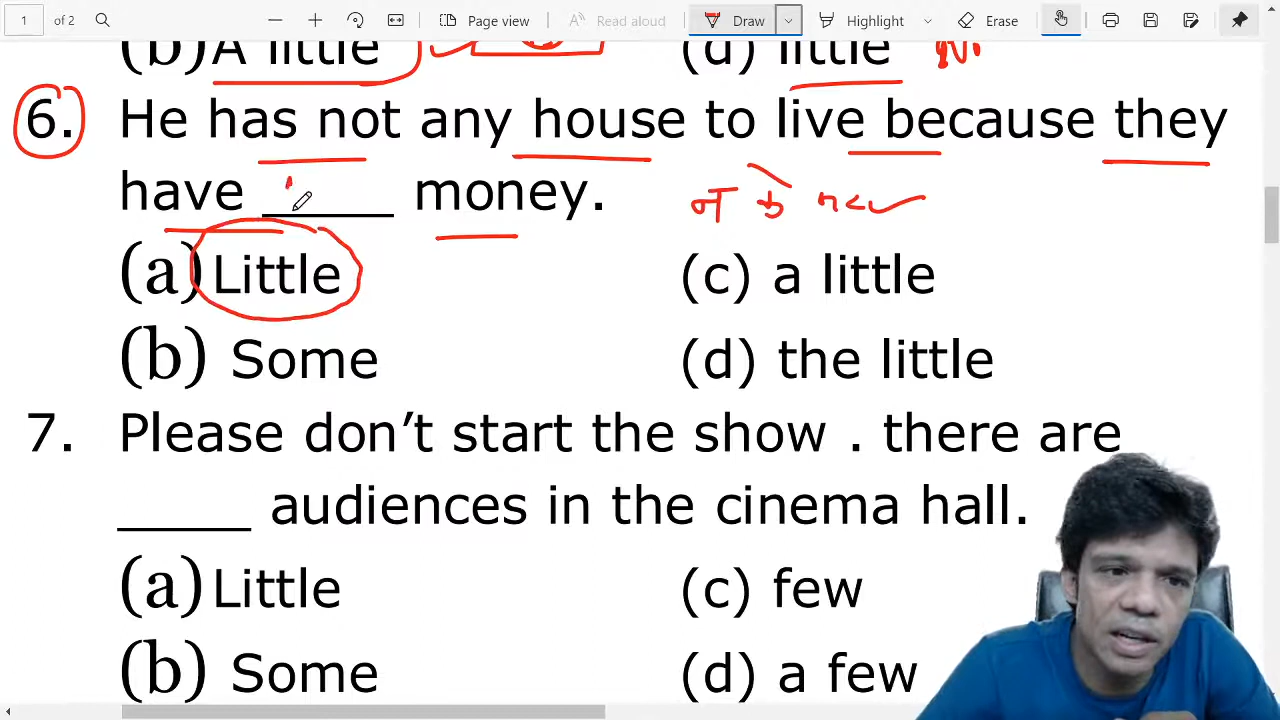 1 of 2 Page view Read aloud Draw Highlight Erase
(b) A little (d) little
6. He has not any house to live because they
have _____ money.
(a) Little (c) a little
(b) Some (d) the little
7. Please don’t start the show . there are
_____ audiences in the cinema hall.
(a) Little (c) few
(b) Some (d) a few